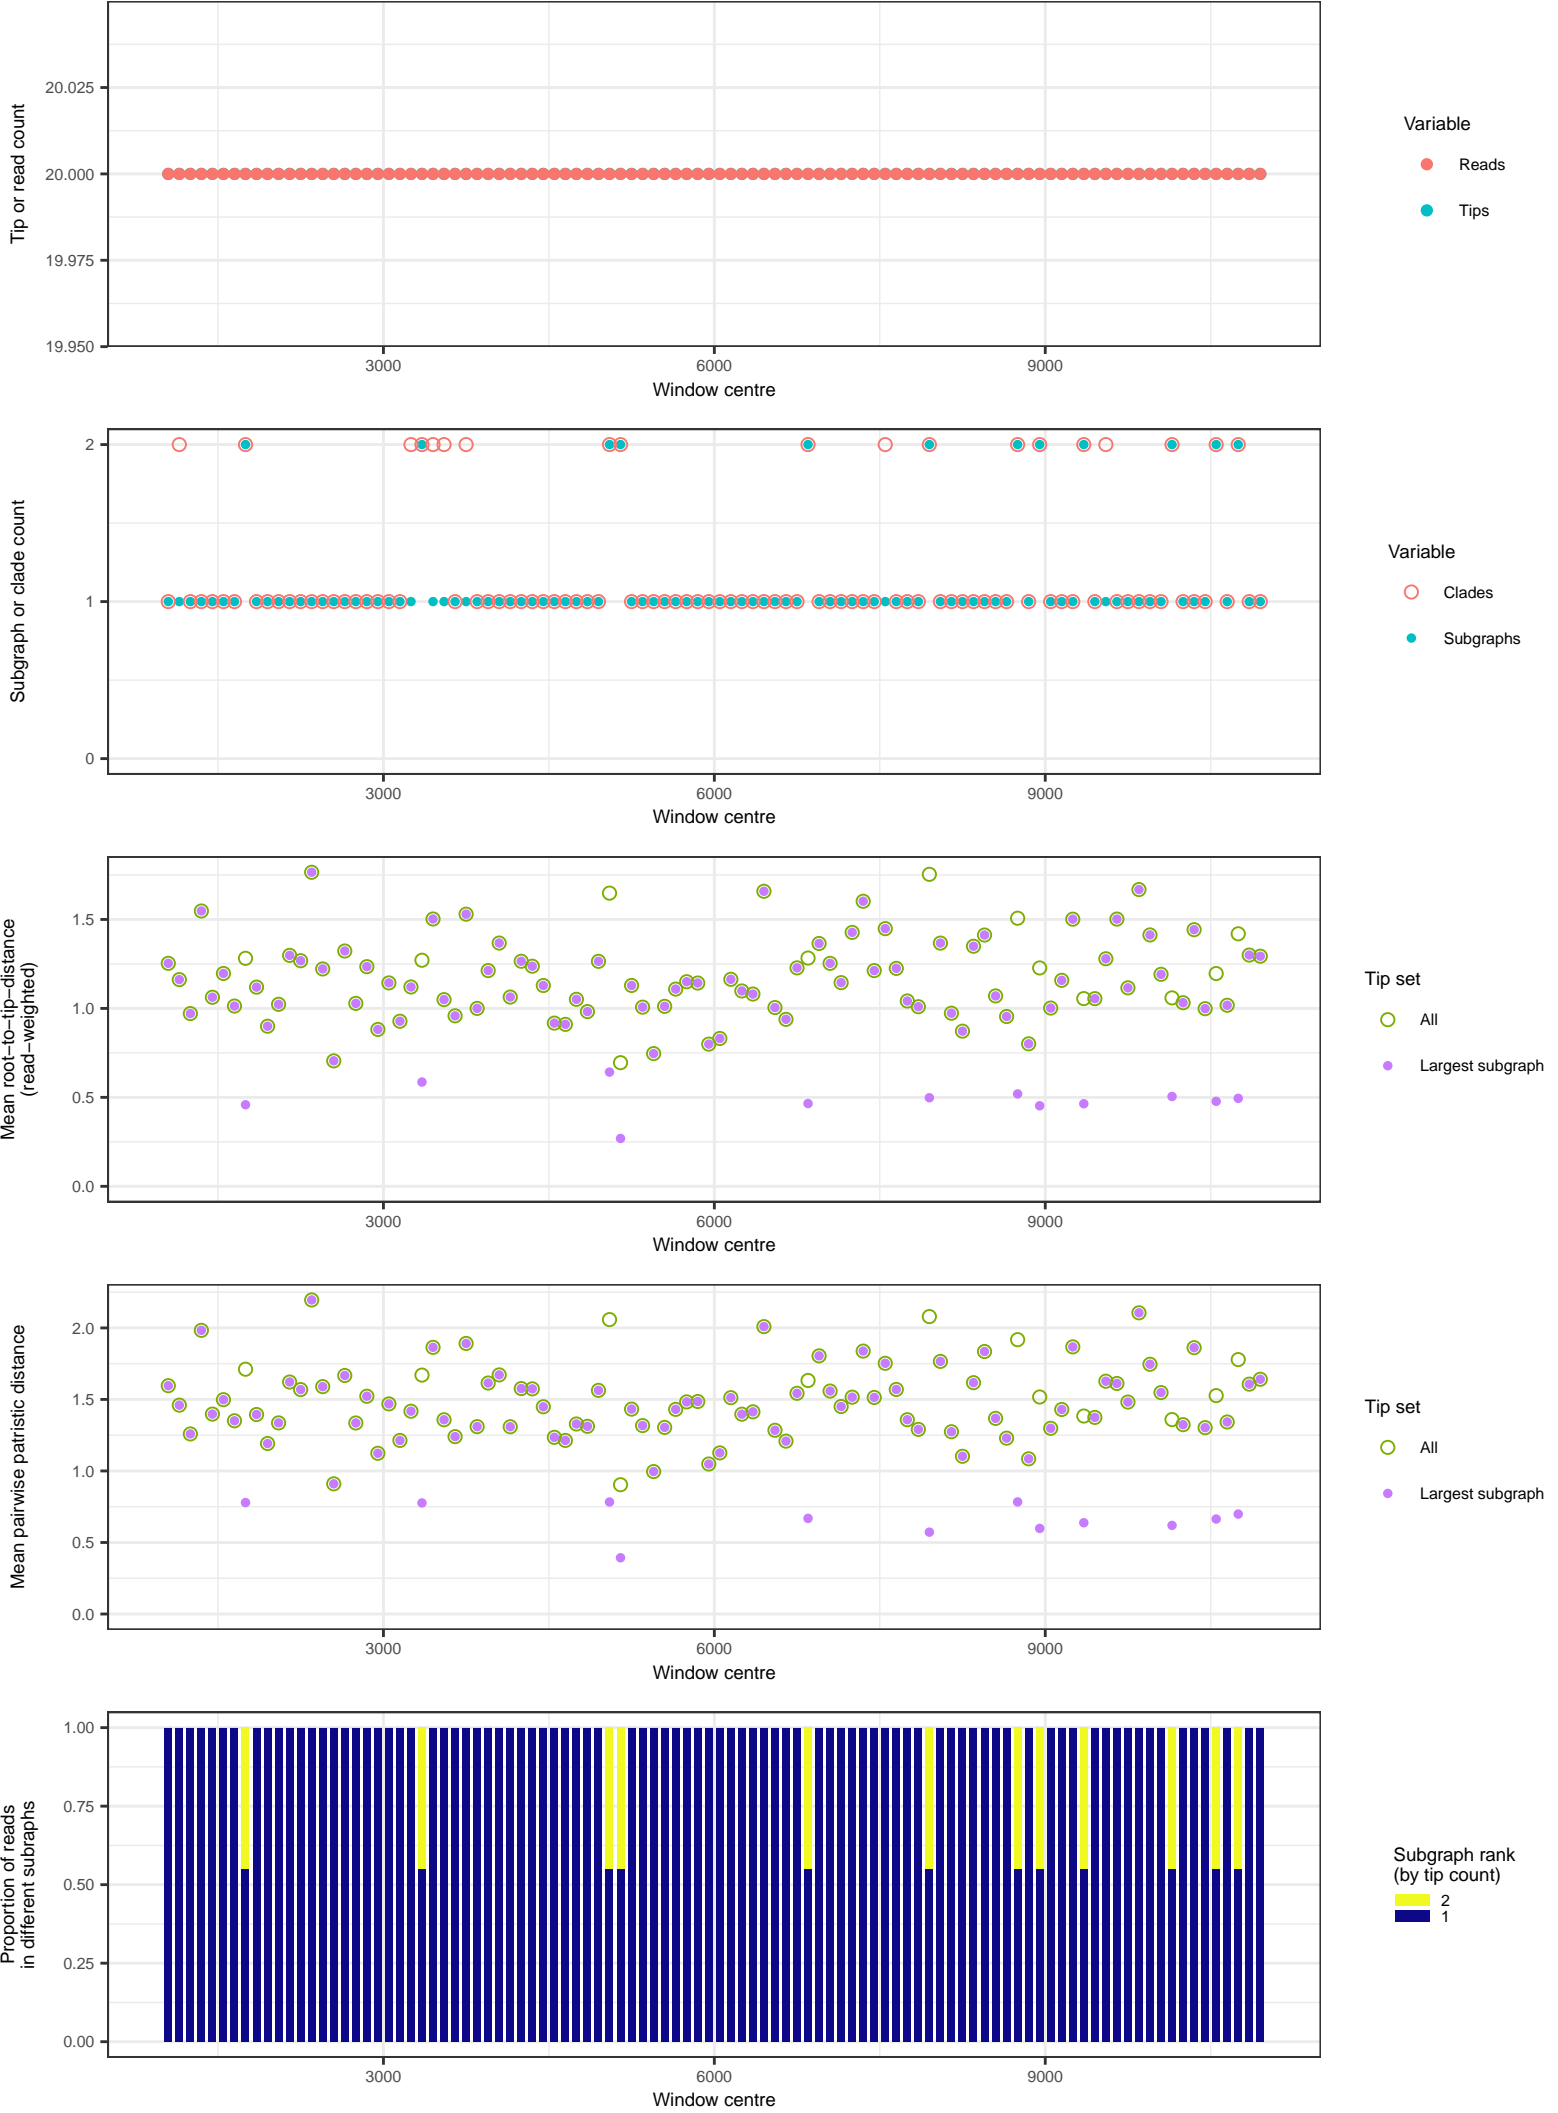 20.025
20.000
19.975
19.950
Tip or read count
3000
6000
9000
Window centre
Variable
Reads
Tips
2
1
0
Subgraph or clade count
3000
6000
9000
Window centre
Variable
Clades
Subgraphs
1.5
1.0
0.5
0.0
Mean root−to−tip−distance
(read−weighted)
3000
6000
9000
Window centre
Tip set
All
Largest subgraph
2.0
1.5
1.0
0.5
0.0
Mean pairwise patristic distance
3000
6000
9000
Window centre
Tip set
All
Largest subgraph
1.00
0.75
0.50
0.25
0.00
Proportion of reads
in different subraphs
3000
6000
9000
Window centre
Subgraph rank
(by tip count)
2
1